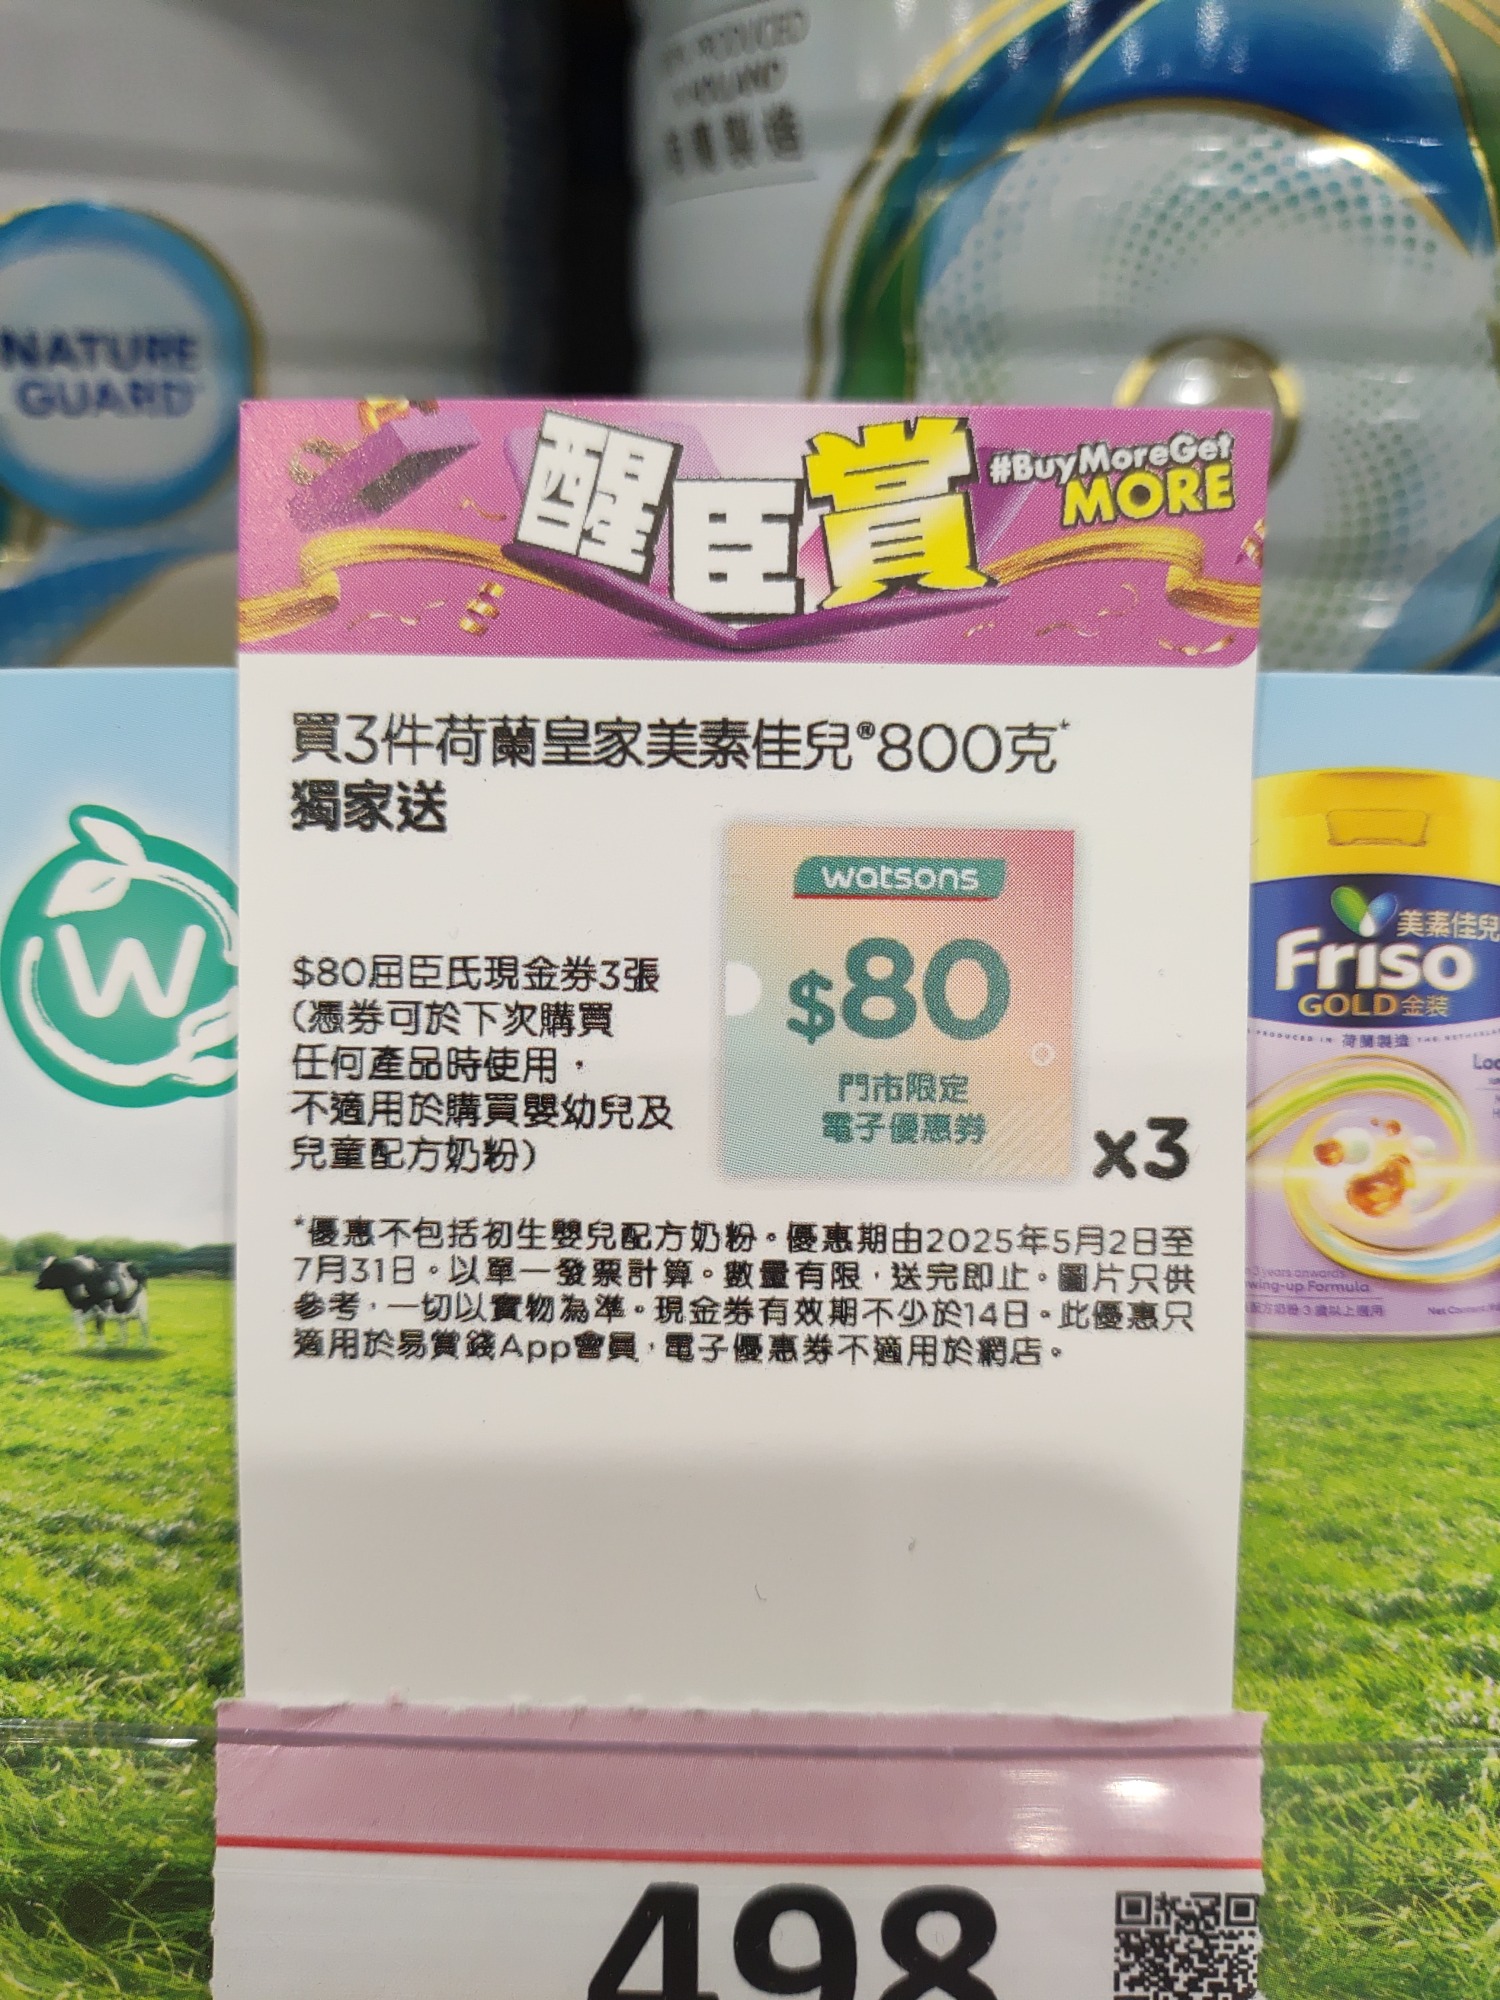 荷蘭製造
NATURE
GUARD
醒臣賞
#BuyMoreGet
MORE
買3件荷蘭皇家美素佳兒®800克*
獨家送
watsons
$80
門市限定
電子優惠券
x3
$80屈臣氏現金券3張
(憑券可於下次購買
任何產品時使用，
不適用於購買嬰幼兒及
兒童配方奶粉)
*優惠不包括初生嬰兒配方奶粉。優惠期由2025年5月2日至
7月31日。以單一發票計算。數量有限，送完即止。圖片只供
參考，一切以實物為準。現金券有效期不少於14日。此優惠只
適用於易賞錢App會員，電子優惠券不適用於網店。
W
美素佳兒
Friso
GOLD金裝
荷蘭製造
498